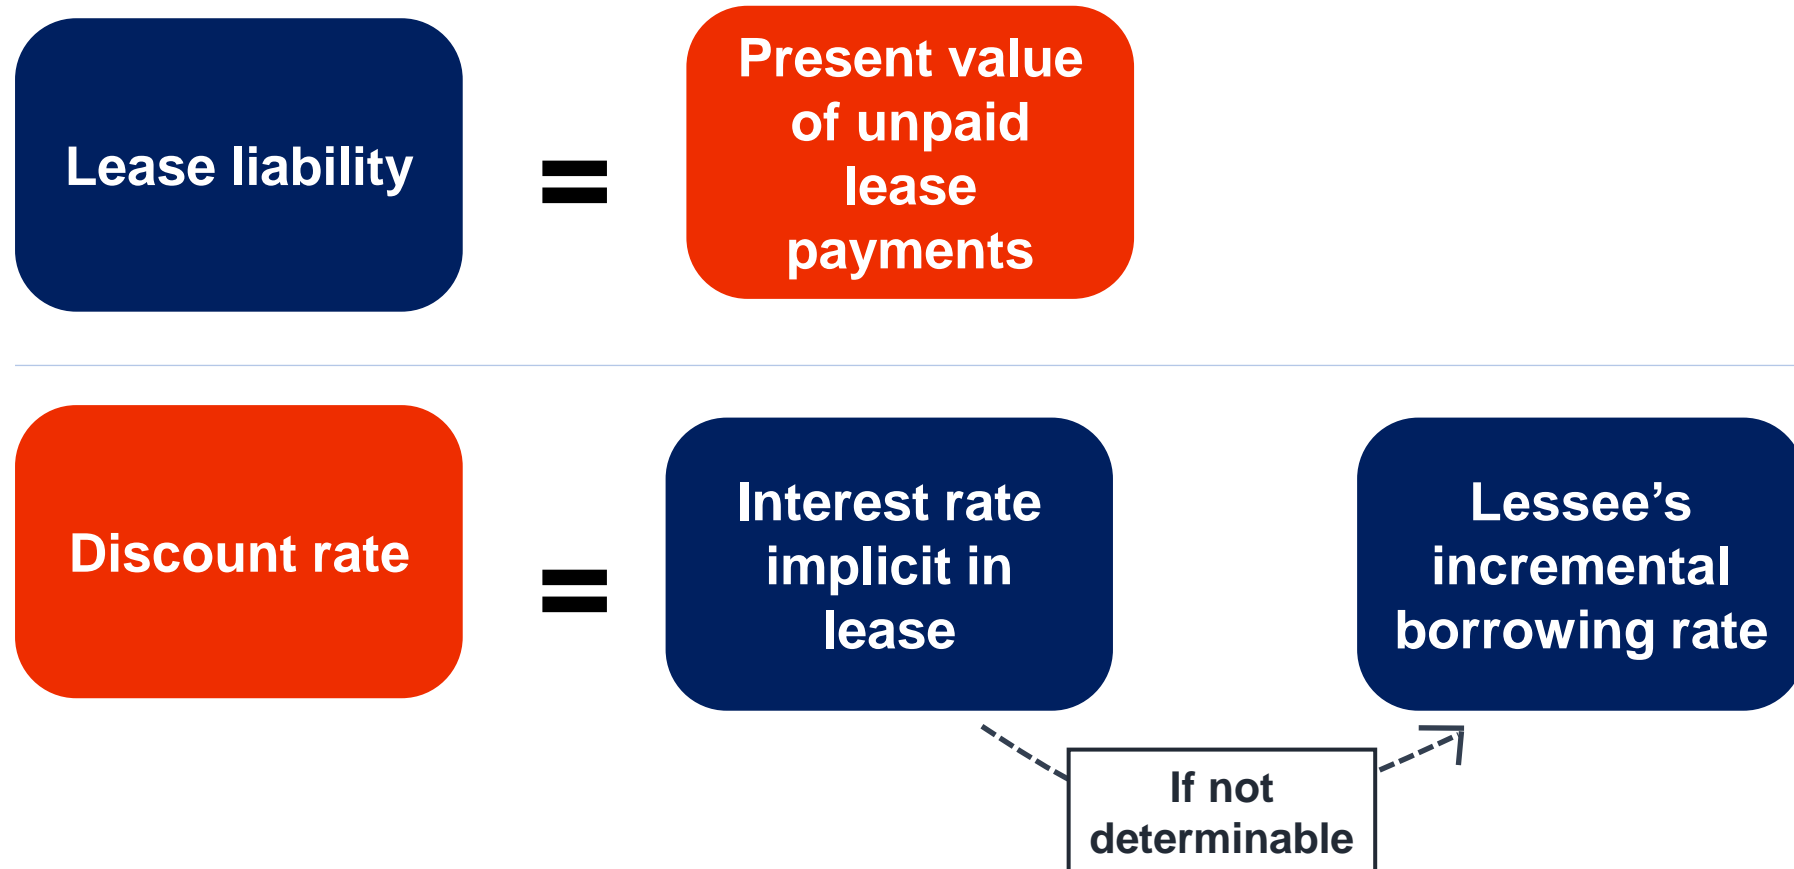 Lease liability
=
Present value
of unpaid
lease
payments
Discount rate
=
Interest rate
implicit in
lease
Lessee’s
incremental
borrowing rate
If not
determinable